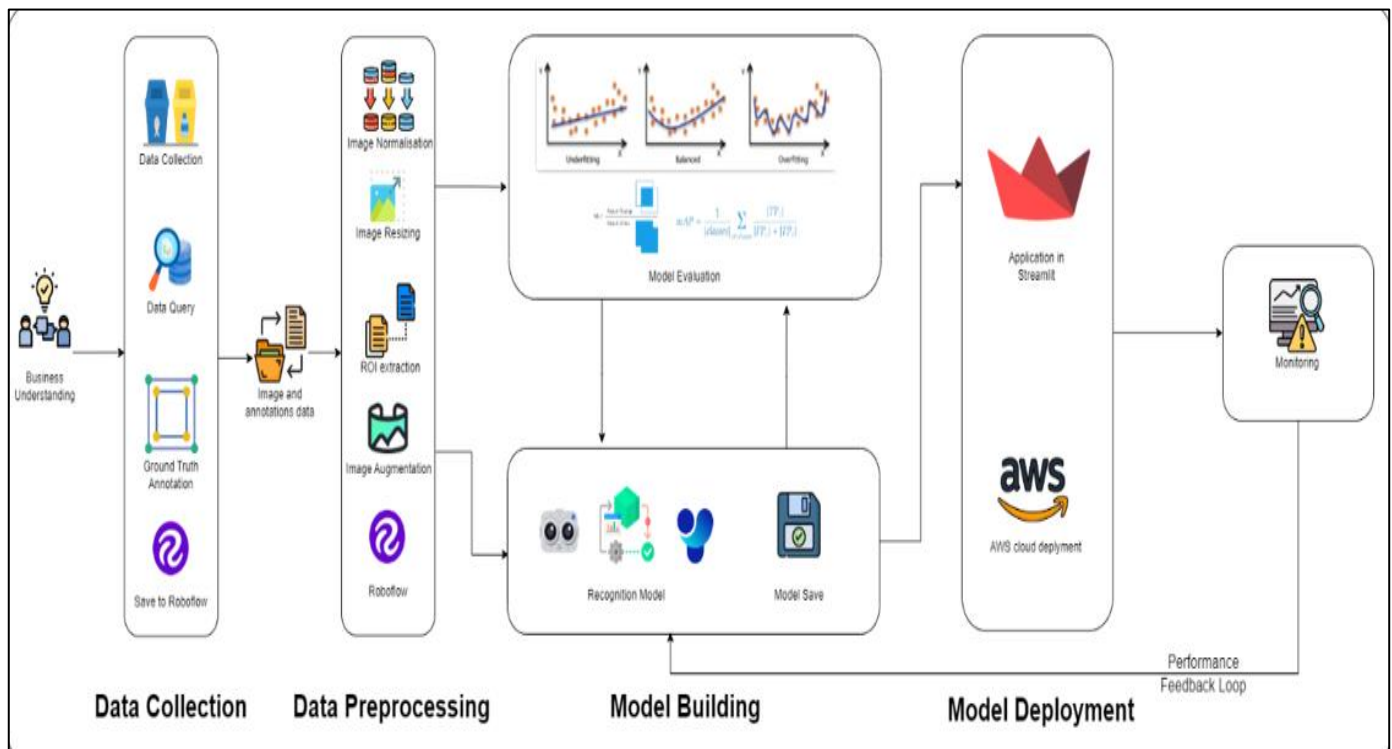 Business
Understanding
Data Collection
Data Query
Ground Truth
Annotation
Save to Roboflow
Image and
annotations data
Image Normalisation
Image Resizing
ROI extraction
Image Augmentation
Roboflow
Y
X
Underfitting
Y
X
Balanced
Y
X
Overfitting
Model Evaluation
Recognition Model
Model Save
Application in
Streamlit
aws
AWS cloud deplyment
Monitoring
Performance
Feedback Loop
Data Collection
Data Preprocessing
Model Building
Model Deployment